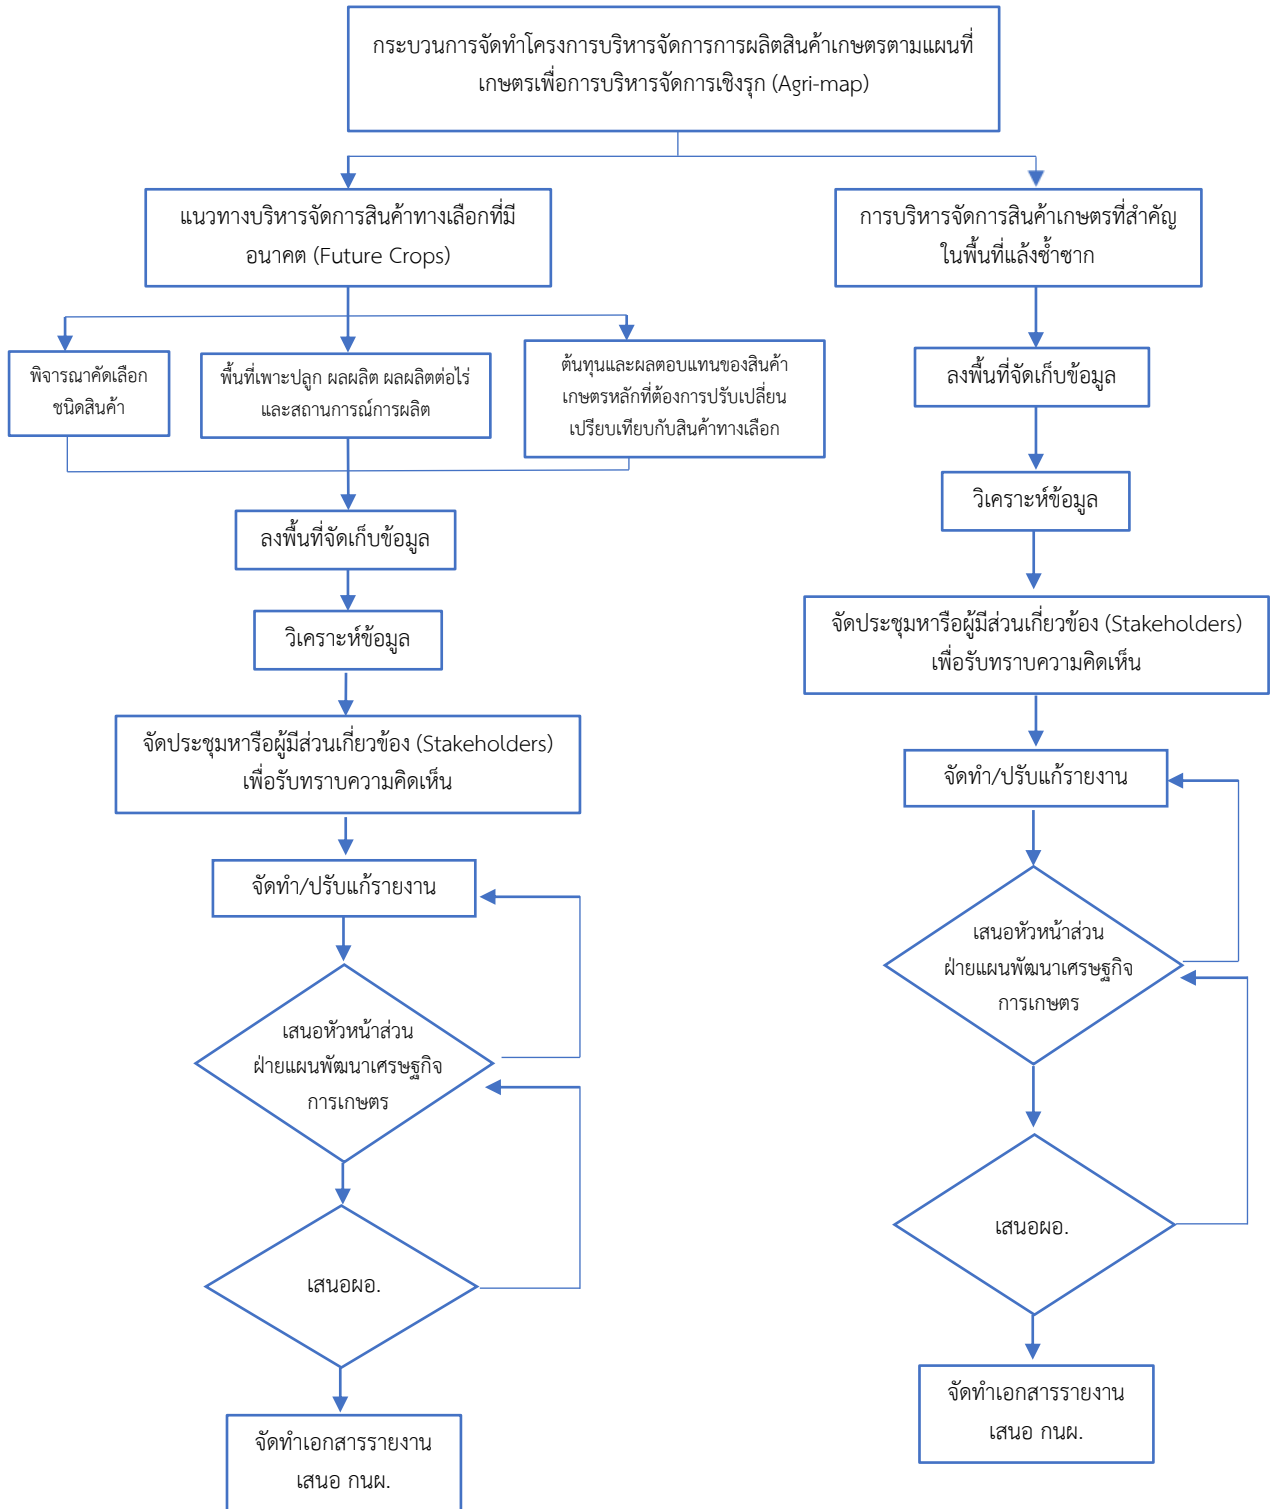 กระบวนการจัดทำโครงการบริหารจัดการการผลิตสินค้าเกษตรตามแผนที่
เกษตรเพื่อการบริหารจัดการเชิงรุก (Agri-map)
แนวทางบริหารจัดการสินค้าทางเลือกที่มี
อนาคต (Future Crops)
พิจารณาคัดเลือก
ชนิดสินค้า
พื้นที่เพาะปลูก ผลผลิต ผลผลิตต่อไร่
และสถานการณ์การผลิต
ต้นทุนและผลตอบแทนของสินค้า
เกษตรหลักที่ต้องการปรับเปลี่ยน
เปรียบเทียบกับสินค้าทางเลือก
ลงพื้นที่จัดเก็บข้อมูล
วิเคราะห์ข้อมูล
จัดประชุมหารือผู้มีส่วนเกี่ยวข้อง (Stakeholders)
เพื่อรับทราบความคิดเห็น
จัดทำ/ปรับแก้รายงาน
เสนอหัวหน้าส่วน
ฝ่ายแผนพัฒนาเศรษฐกิจ
การเกษตร
เสนอผอ.
จัดทำเอกสารรายงาน
เสนอ กนผ.
การบริหารจัดการสินค้าเกษตรที่สำคัญ
ในพื้นที่แล้งซ้ำซาก
ลงพื้นที่จัดเก็บข้อมูล
วิเคราะห์ข้อมูล
จัดประชุมหารือผู้มีส่วนเกี่ยวข้อง (Stakeholders)
เพื่อรับทราบความคิดเห็น
จัดทำ/ปรับแก้รายงาน
เสนอหัวหน้าส่วน
ฝ่ายแผนพัฒนาเศรษฐกิจ
การเกษตร
เสนอผอ.
จัดทำเอกสารรายงาน
เสนอ กนผ.